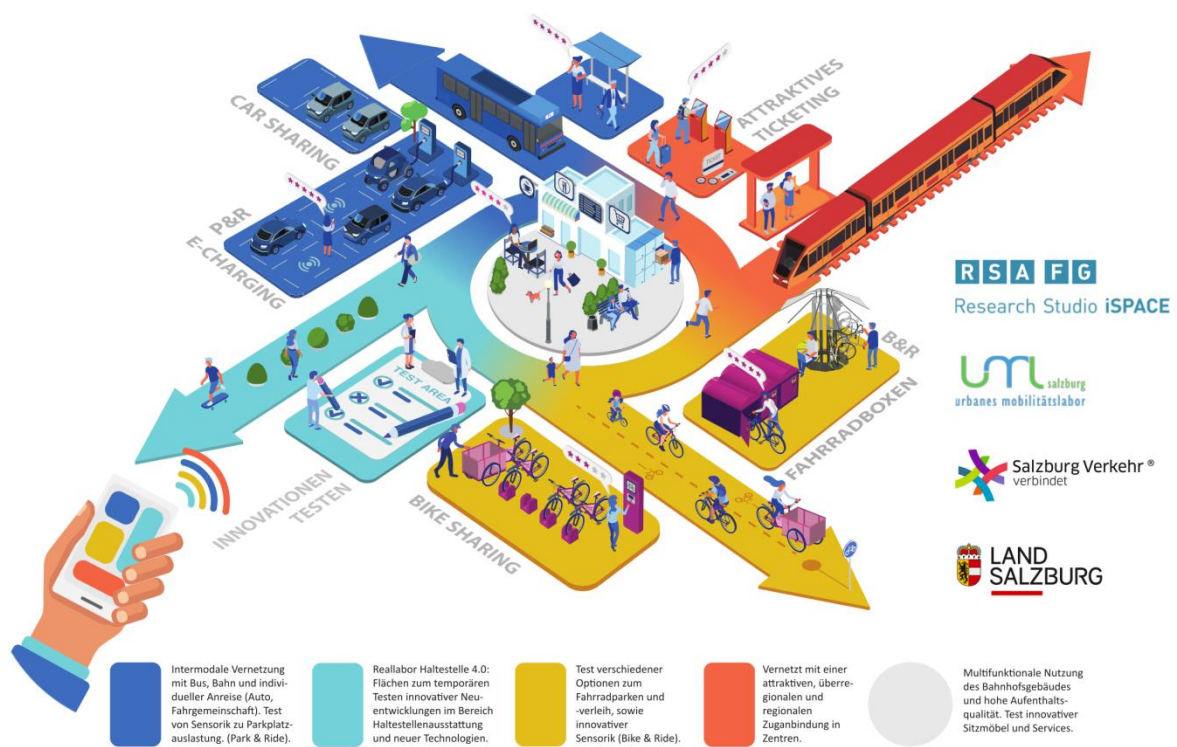 CAR SHARING
P&R
E-CHARGING
ATTRAKTIVES
TICKETING
TICKET
B&R
FAHRRADBOXEN
TEST AREA
INNOVATIONEN
TESTEN
BIKE SHARING
RSA FG
Research Studio iSPACE
uml salzburg
urbanes mobilitätslabor
Salzburg Verkehr®
verbindet
LAND
SALZBURG
Intermodale Vernetzung
mit Bus, Bahn und indivi-
dueller Anreise (Auto,
Fahrgemeinschaft). Test
von Sensorik zu Parkplatz-
auslastung. (Park & Ride).
Reallabor Haltestelle 4.0:
Flächen zum temporären
Testen innovativer Neu-
entwicklungen im Bereich
Haltestellenausstattung
und neuer Technologien.
Test verschiedener
Optionen zum
Fahrradparken und
-verleih, sowie
innovativer
Sensorik (Bike & Ride).
Vernetzt mit einer
attraktiven, überre-
gionalen und
regionalen
Zuganbindung in
Zentren.
Multifunktionale Nutzung
des Bahnhofsgebäudes
und hohe Aufenthalts-
qualität. Test innovativer
Sitzmöbel und Services.